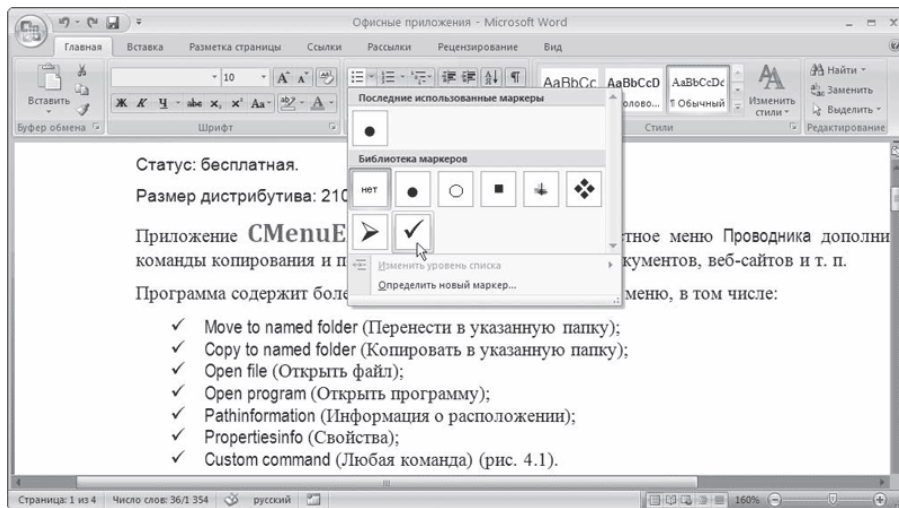 Офисные приложения - Microsoft Word
Главная Вставка Разметка страницы Ссылки Рассылки Рецензирование Вид
Вставить
Буфер обмена
10
Ж К Ч abc x, x² Aa ab
Шрифт
AaBbCc AaBbCcD AaBbCcDc
олово... ¶ Обычный
Изменить стили
Стили
Найти
Заменить
Выделить
Редактирование
Последние использованные маркеры
Библиотека маркеров
нет
Изменить уровень списка
Определить новый маркер...
Статус: бесплатная.
Размер дистрибутива: 210
Приложение CMenuE тное меню Проводника дополни
команды копирования и п кументов, веб-сайтов и т. п.
Программа содержит боле меню, в том числе:
✓ Move to named folder (Перенести в указанную папку);
✓ Copy to named folder (Копировать в указанную папку);
✓ Open file (Открыть файл);
✓ Open program (Открыть программу);
✓ Pathinformation (Информация о расположении);
✓ Propertiesinfo (Свойства);
✓ Custom command (Любая команда) (рис. 4.1).
Страница: 1 из 4 Число слов: 36/1 354 русский 160%